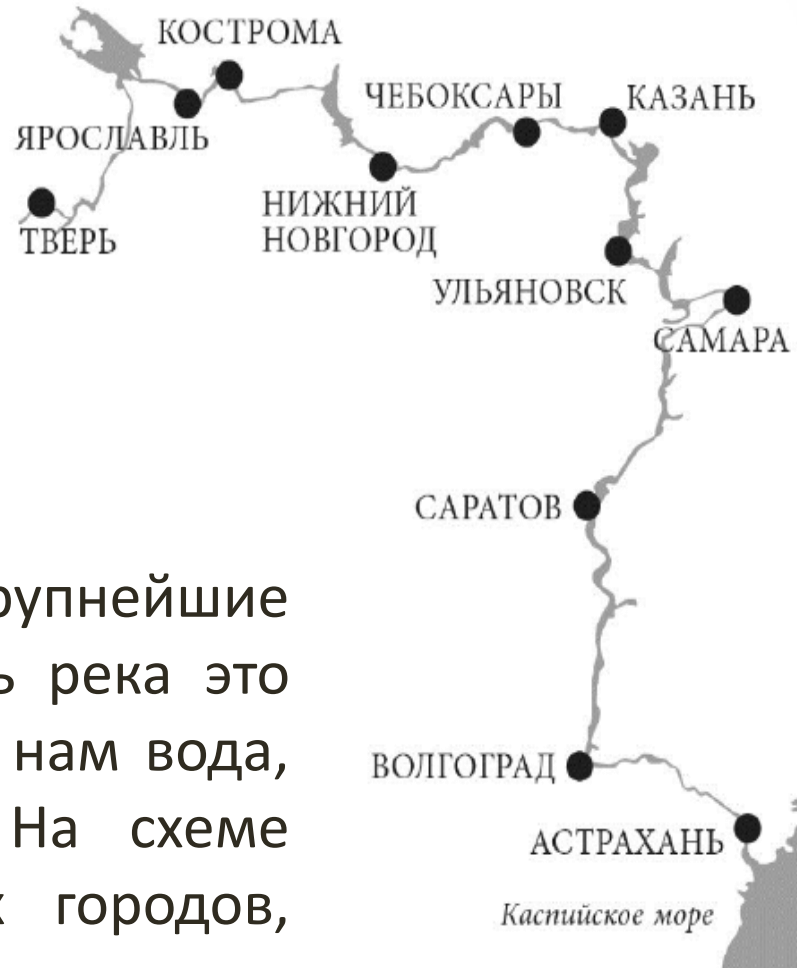 КОСТРОМА
ЧЕБОКСАРЫ
КАЗАНЬ
ЯРОСЛАВЛЬ
НИЖНИЙ
НОВГОРОД
ТВЕРЬ
УЛЬЯНОВСК
САМАРА
САРАТОВ
река это
нам вода,
На схеме
городов,
ВОЛГОГРАД
АСТРАХАНЬ
Каспийское море